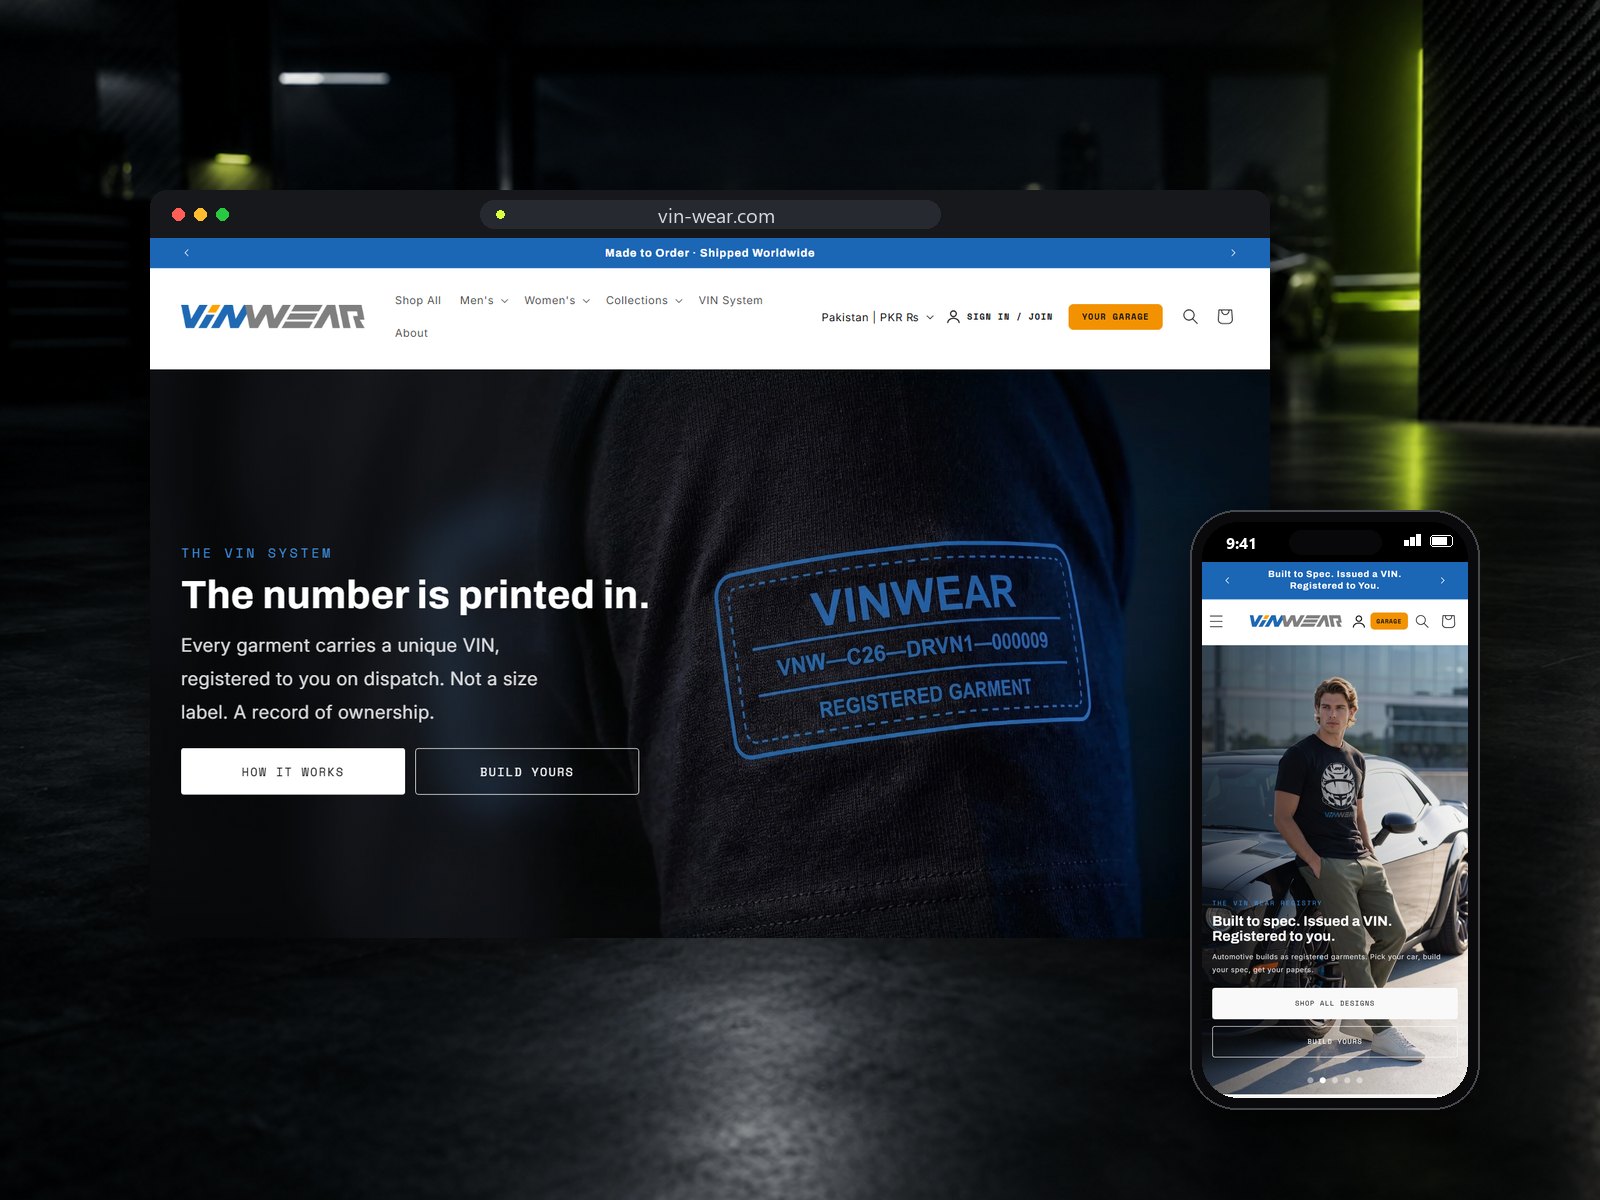 vin-wear.com
Made to Order · Shipped Worldwide
VINWEAR
Shop All Men's Women's Collections VIN System
About
Pakistan | PKR Rs
SIGN IN / JOIN
YOUR GARAGE
THE VIN SYSTEM
The number is printed in.
Every garment carries a unique VIN,
registered to you on dispatch. Not a size
label. A record of ownership.
HOW IT WORKS
BUILD YOURS
VINWEAR
VNW—C26—DRVN1—000009
REGISTERED GARMENT
9:41
Built to Spec. Issued a VIN.
Registered to You.
VINWEAR
GARAGE
VINWEAR
THE VIN WEAR REGISTRY
Built to spec. Issued a VIN.
Registered to you.
Automotive builds as registered garments. Pick your car, build
your spec, get your papers.
SHOP ALL DESIGNS
BUILD YOURS